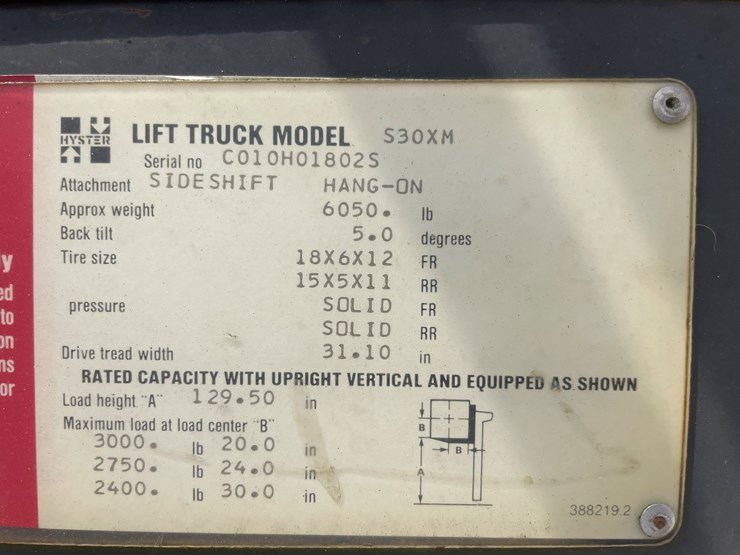 HYSTER
LIFT TRUCK MODEL S30XM
Serial no C010H01802S
Attachment SIDESHIFT HANG-ON
Approx weight 6050. lb
Back tilt 5.0 degrees
Tire size 18X6X12 FR
15X5X11 RR
pressure SOLID FR
SOLID RR
Drive tread width 31.10 in
RATED CAPACITY WITH UPRIGHT VERTICAL AND EQUIPPED AS SHOWN
Load height "A" 129.50 in
Maximum load at load center "B"
3000. lb 20.0 in
2750. lb 24.0 in
2400. lb 30.0 in
B
B
A
388219.2
to
or